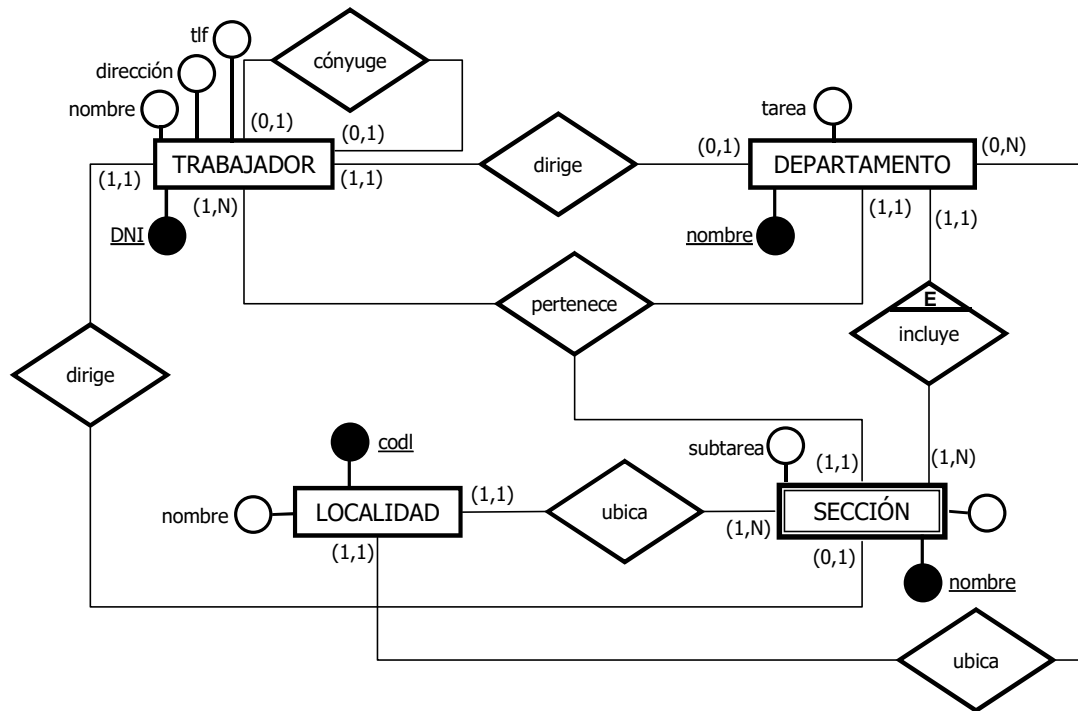 tlf
cónyuge
dirección
nombre
tarea
(0,1)
(0,1)
(0,1)
(0,N)
TRABAJADOR
dirige
DEPARTAMENTO
(1,1)
(1,1)
(1,N)
(1,1)
(1,1)
DNI
nombre
E
pertenece
incluye
dirige
codl
subtarea
(1,1)
(1,N)
nombre
LOCALIDAD
(1,1)
ubica
SECCIÓN
(1,N)
(1,1)
(0,1)
nombre
ubica